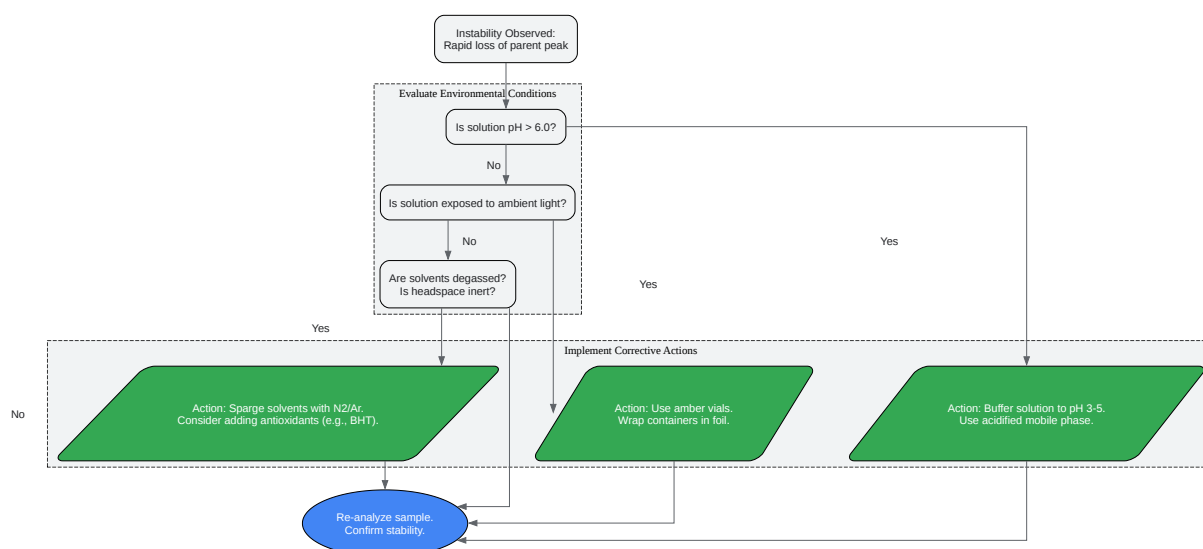 Instability Observed:
Rapid loss of parent peak
Evaluate Environmental Conditions
Is solution pH > 6.0?
No
Is solution exposed to ambient light?
No
Yes
Are solvents degassed?
Is headspace inert?
Yes
Yes
Implement Corrective Actions
No
Action: Sparge solvents with N2/Ar.
Consider adding antioxidants (e.g., BHT).
Action: Use amber vials.
Wrap containers in foil.
Action: Buffer solution to pH 3-5.
Use acidified mobile phase.
Re-analyze sample.
Confirm stability.